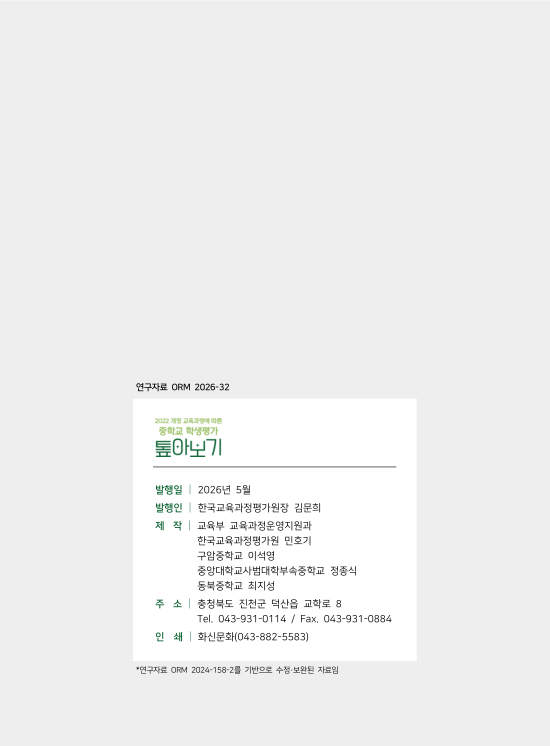 연구자료 ORM 2026-32
2022 개정 교육과정에 따른
중학교 학생평가
톺아보기
발행일 | 2026년 5월
발행인 | 한국교육과정평가원장 김문희
제 작 | 교육부 교육과정운영지원과
한국교육과정평가원 민호기
구암중학교 이석영
중앙대학교사범대학부속중학교 정종식
동북중학교 최지성
주 소 | 충청북도 진천군 덕산읍 교학로 8
Tel. 043-931-0114 / Fax. 043-931-0884
인 쇄 | 화신문화(043-882-5583)
*연구자료 ORM 2024-158-2를 기반으로 수정·보완된 자료임